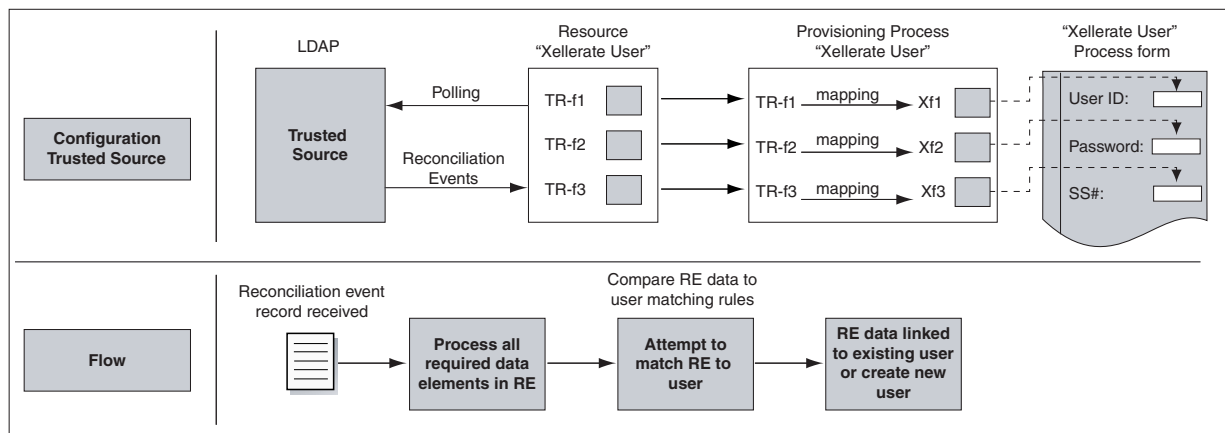 LDAP
Resource
“Xellerate User”
Provisioning Process
“Xellerate User”
“Xellerate User”
Process form
Configuration
Trusted Source
Trusted
Source
Polling
Reconciliation
Events
TR-f1
TR-f2
TR-f3
TR-f1 mapping Xf1
TR-f2 mapping Xf2
TR-f3 mapping Xf3
User ID:
Password:
SS#:
Flow
Reconciliation event
record received
Process all
required data
elements in RE
Compare RE data to
user matching rules
Attempt to
match RE to
user
RE data linked
to existing user
or create new
user